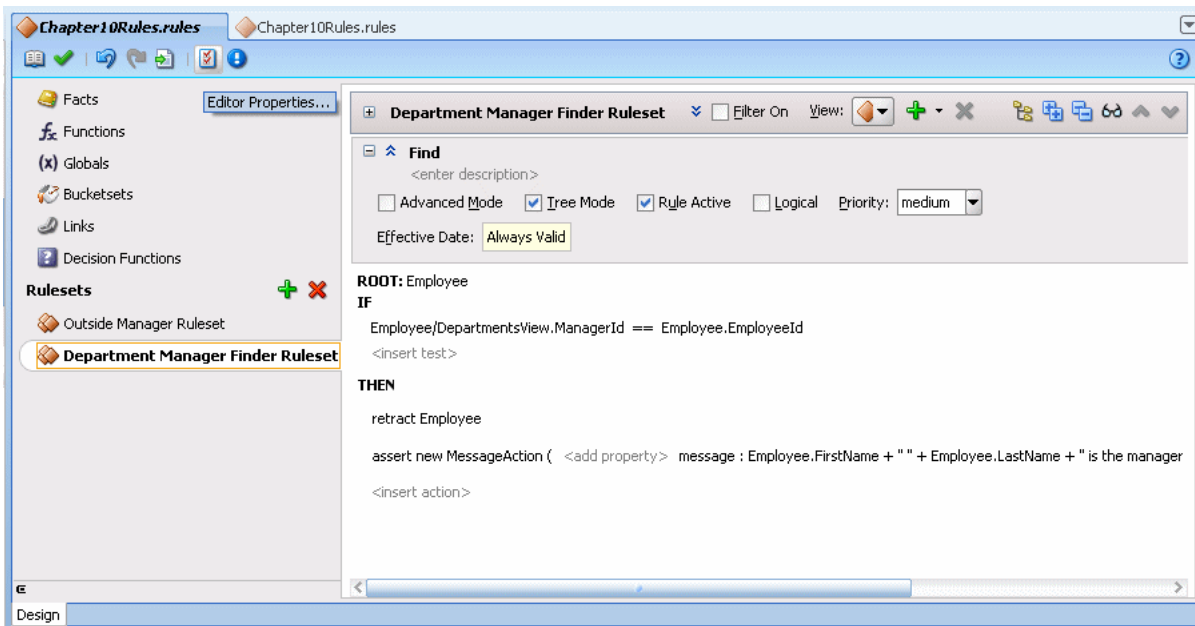 Chapter10Rules.rules Chapter10Rules.rules
Editor Properties...
Facts
Functions
Globals
Bucketsets
Links
Decision Functions
Rulesets
Outside Manager Ruleset
Department Manager Finder Ruleset
Department Manager Finder Ruleset Filter On View:
Find
<enter description>
Advanced Mode Tree Mode Rule Active Logical Priority: medium
Effective Date: Always Valid
ROOT: Employee
IF
Employee/DepartmentsView.ManagerId == Employee.EmployeeId
<insert test>
THEN
retract Employee
assert new MessageAction ( <add property> message : Employee.FirstName + " " + Employee.LastName + " is the manager
<insert action>
Design